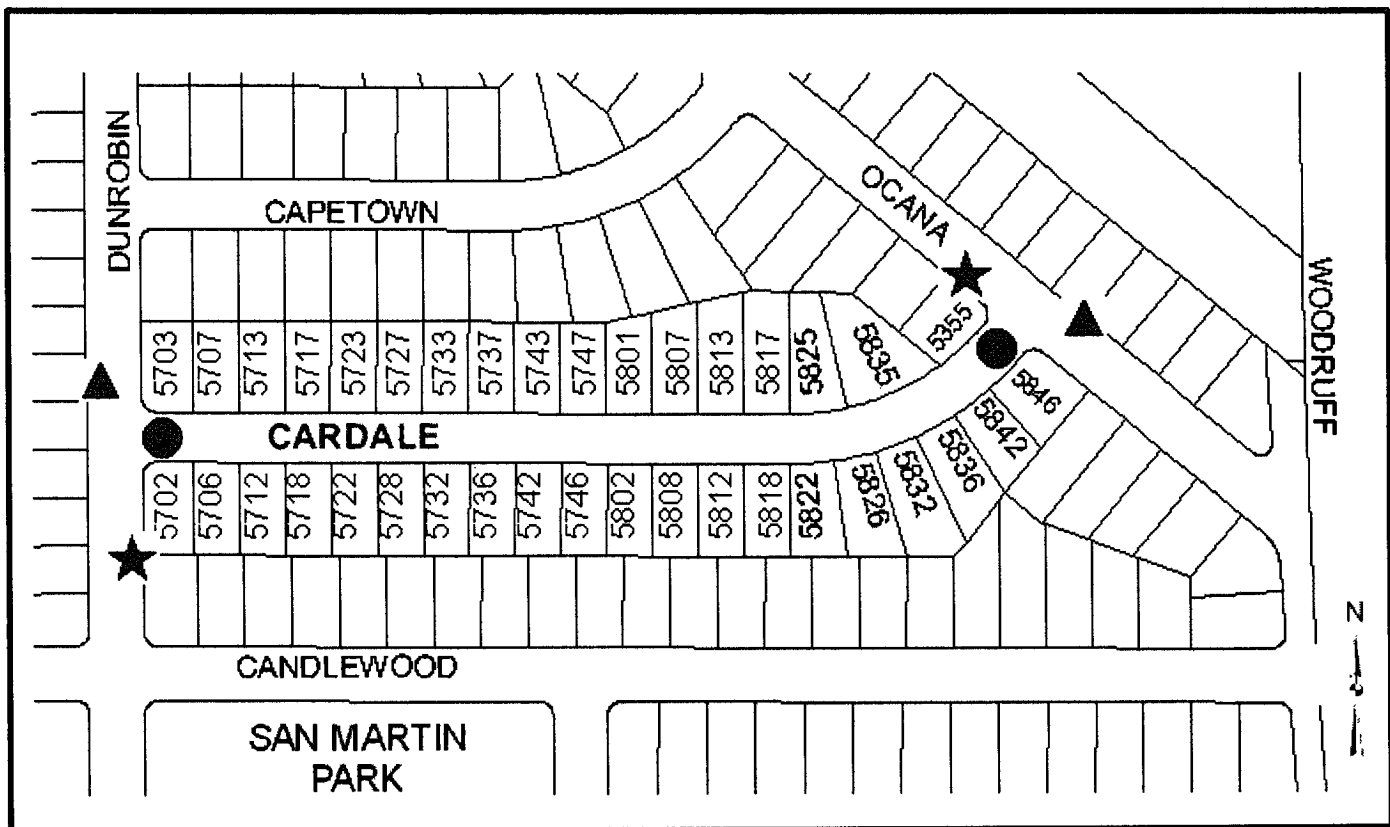 DUNROBIN
CAPETOWN
OCANA
WOODRUFF
5703 5707 5713 5717 5723 5727 5733 5737 5743 5747 5801 5807 5813 5817 5825 5835 5355
CARDALE
5702 5706 5712 5718 5722 5728 5732 5736 5742 5746 5802 5808 5812 5818 5822 5826 5832 5836 5842 5846
N
CANDLEWOOD
SAN MARTIN
PARK